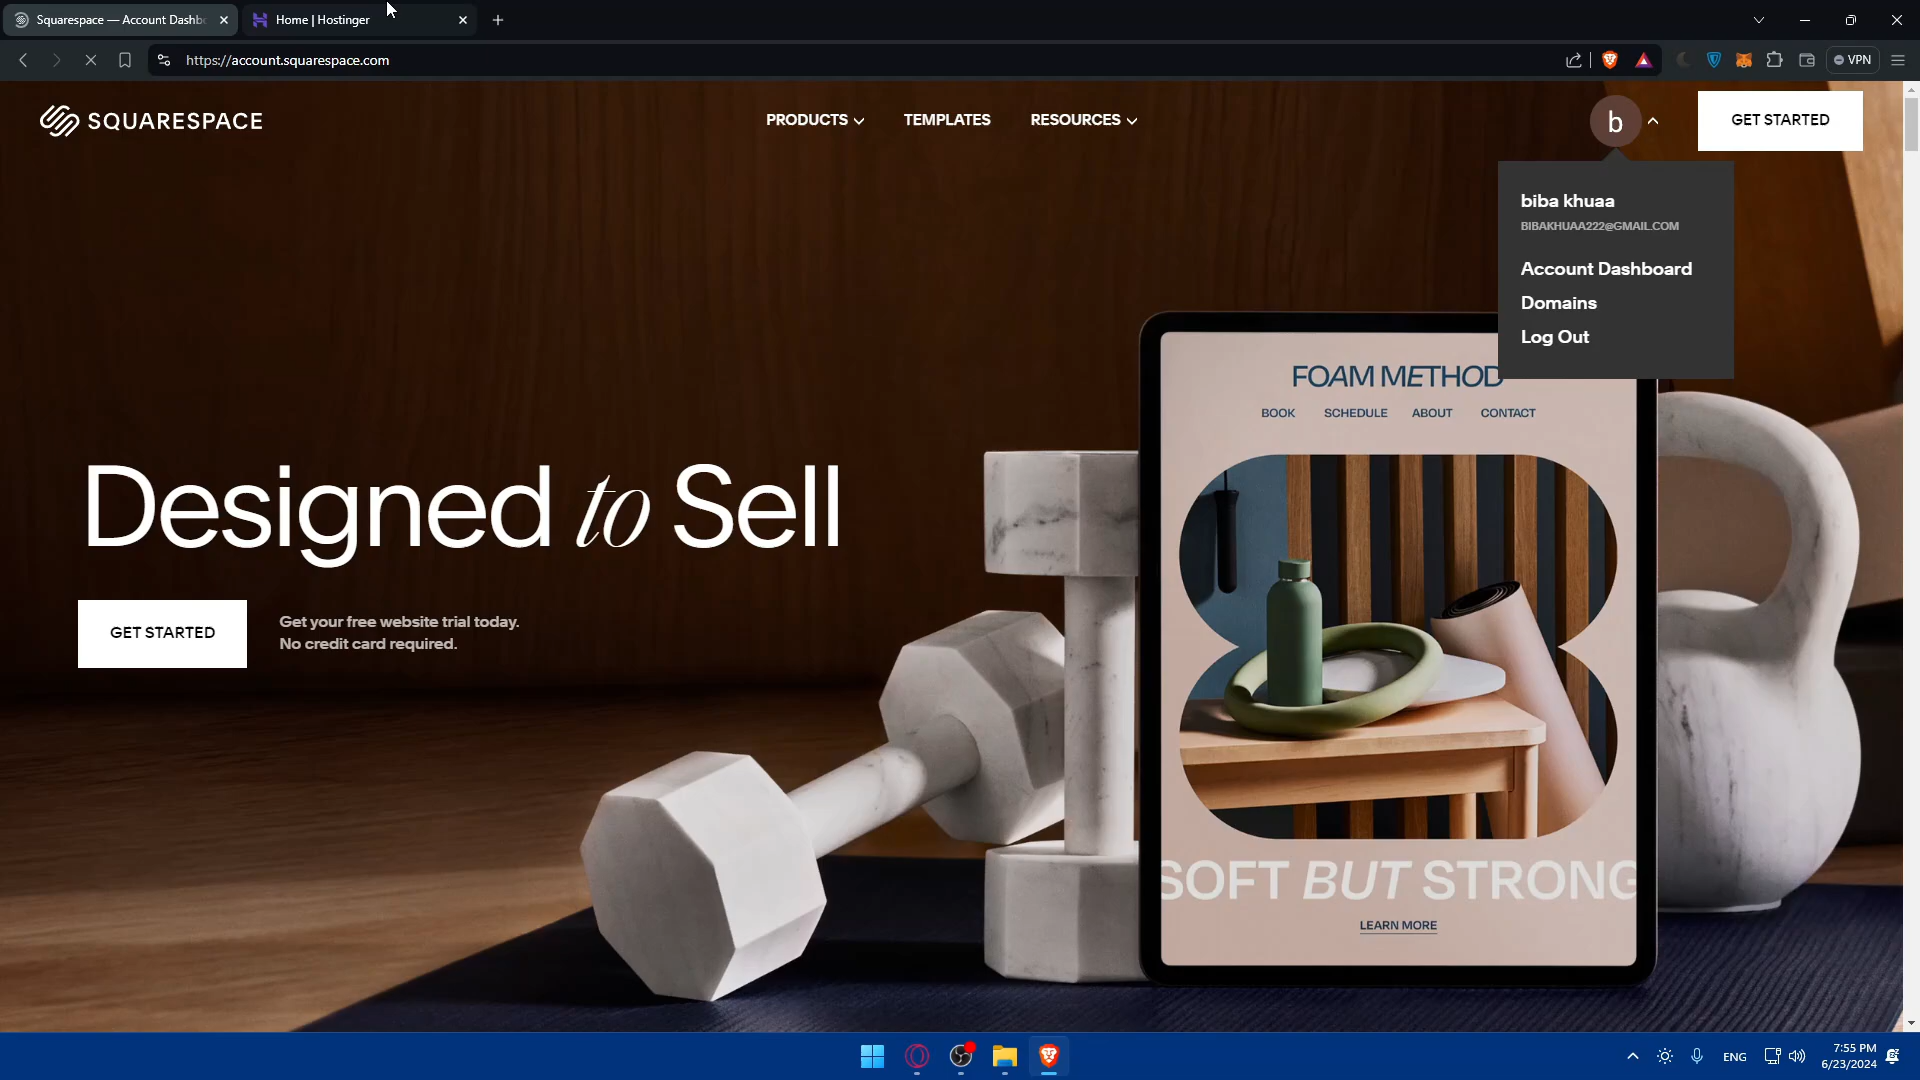 Squarespace — Account Dashb
Home | Hostinger
https://account.squarespace.com
VPN
SQUARESPACE
PRODUCTS
TEMPLATES
RESOURCES
b
GET STARTED
biba khuaa
BIBAKHUAA222@GMAIL.COM
Account Dashboard
Domains
Log Out
FOAM METHOD
BOOK
SCHEDULE
ABOUT
CONTACT
Designed to Sell
GET STARTED
Get your free website trial today.
No credit card required.
SOFT BUT STRONG
LEARN MORE
ENG
7:55 PM
6/23/2024